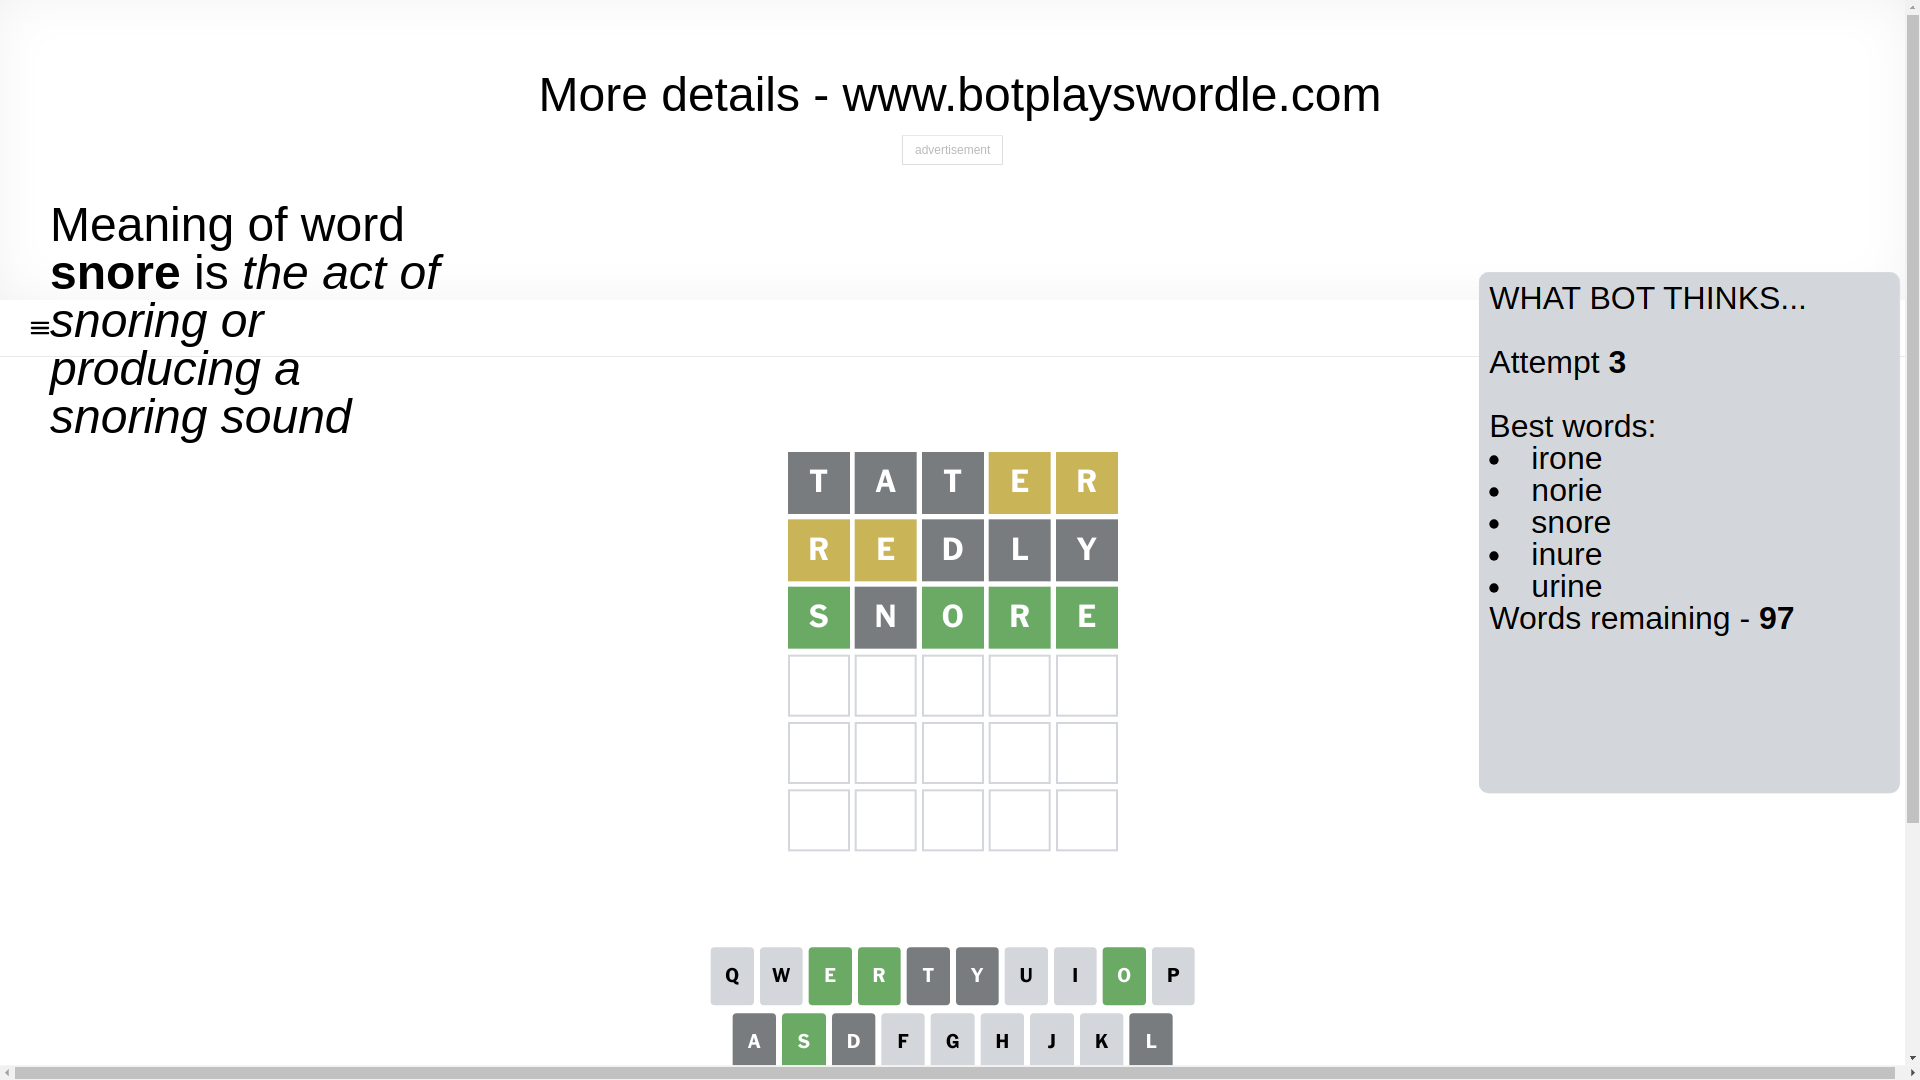 More details - www.botplayswordle.com
advertisement
Meaning of word
snore is the act of
snoring or
producing a
snoring sound
WHAT BOT THINKS...
Attempt 3
Best words:
• irone
• norie
• snore
• inure
• urine
Words remaining - 97
T A T E R
R E D L Y
S N O R E
Q W E R T Y U I O P
A S D F G H J K L